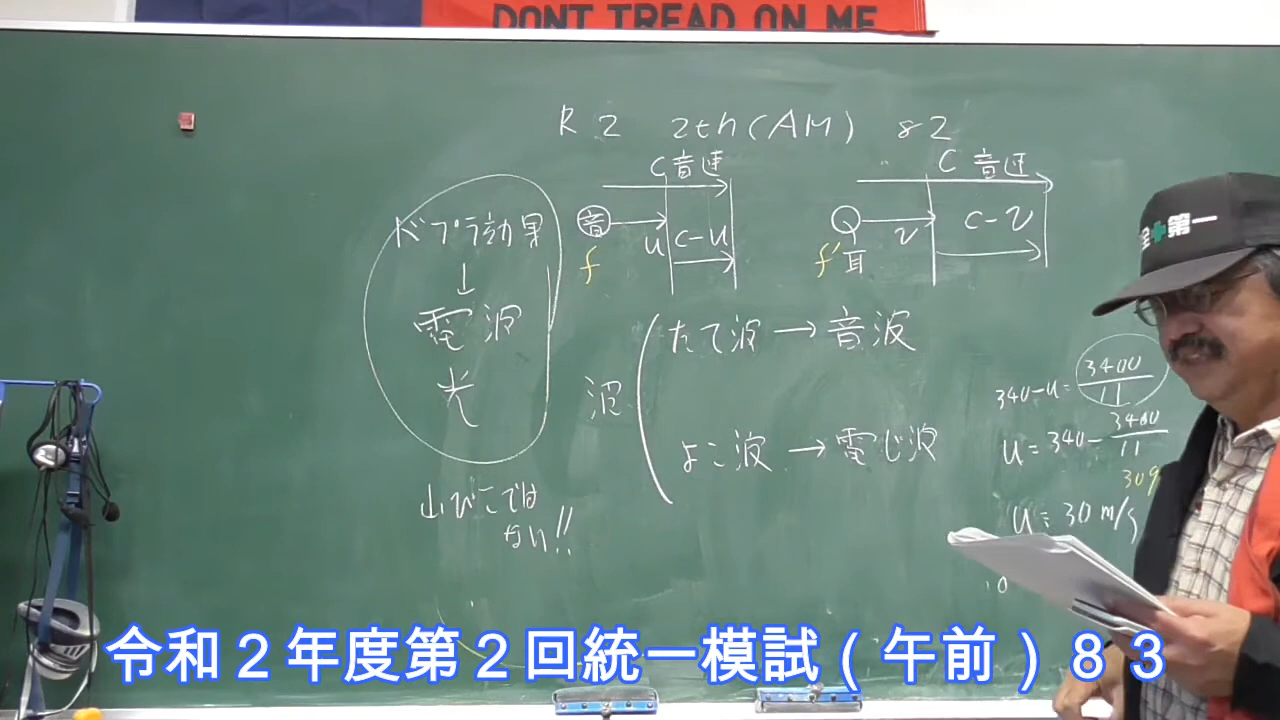 DONT TREAD ON ME
R2 2th(AM) 82
C 音速
音
u
c-u
f
C 音速
v
c-v
f'
耳
ドプラ効果
↓
電波
光
山びこでは
ない!!
波
たて波→音波
よこ波→電じ波
340-u=3400/11
u=340-3400/11
309
u≒30m/s
全+第一
令和2年度第2回統一模試(午前)83